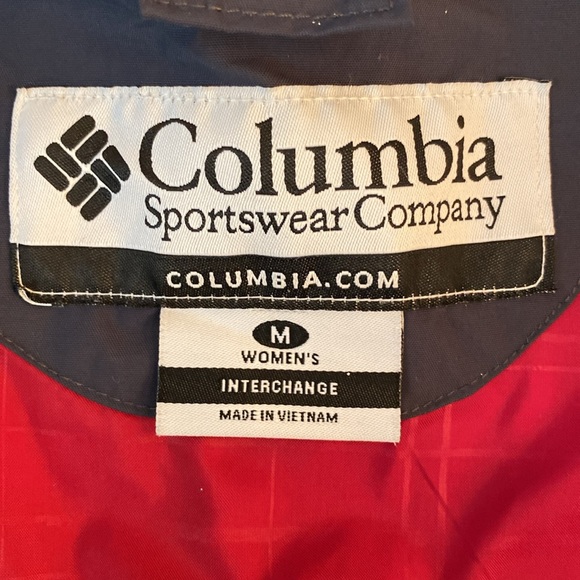 Columbia
Sportswear Company
COLUMBIA.COM
M
WOMEN'S
INTERCHANGE
MADE IN VIETNAM